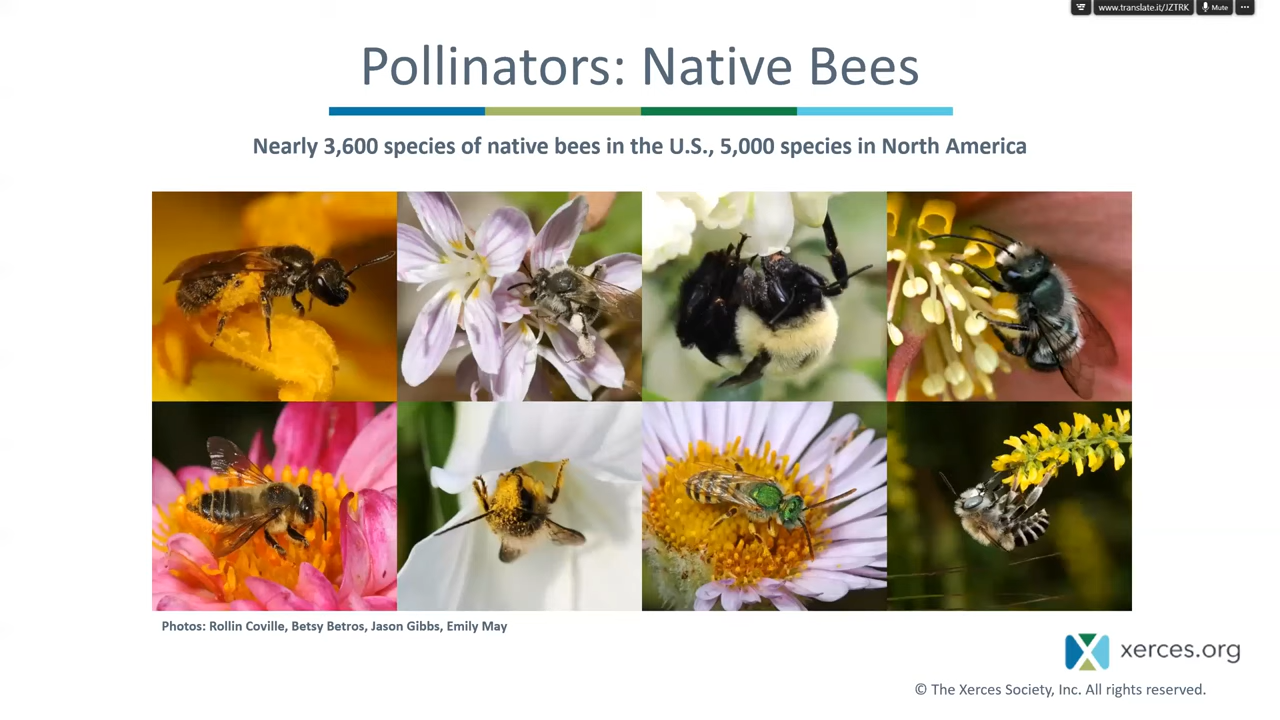 www.translate.it/JZTRK
Mute
Pollinators: Native Bees
Nearly 3,600 species of native bees in the U.S., 5,000 species in North America
Photos: Rollin Coville, Betsy Betros, Jason Gibbs, Emily May
xerces.org
© The Xerces Society, Inc. All rights reserved.